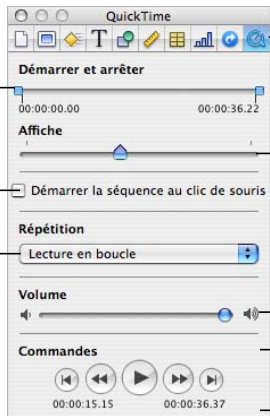 QuickTime
T
Démarrer et arrêter
00:00:00.00 00:00:36.22
Affiche
Démarrer la séquence au clic de souris
Répétition
Lecture en boucle
Volume
Commandes
00:00:15.15 00:00:36.37